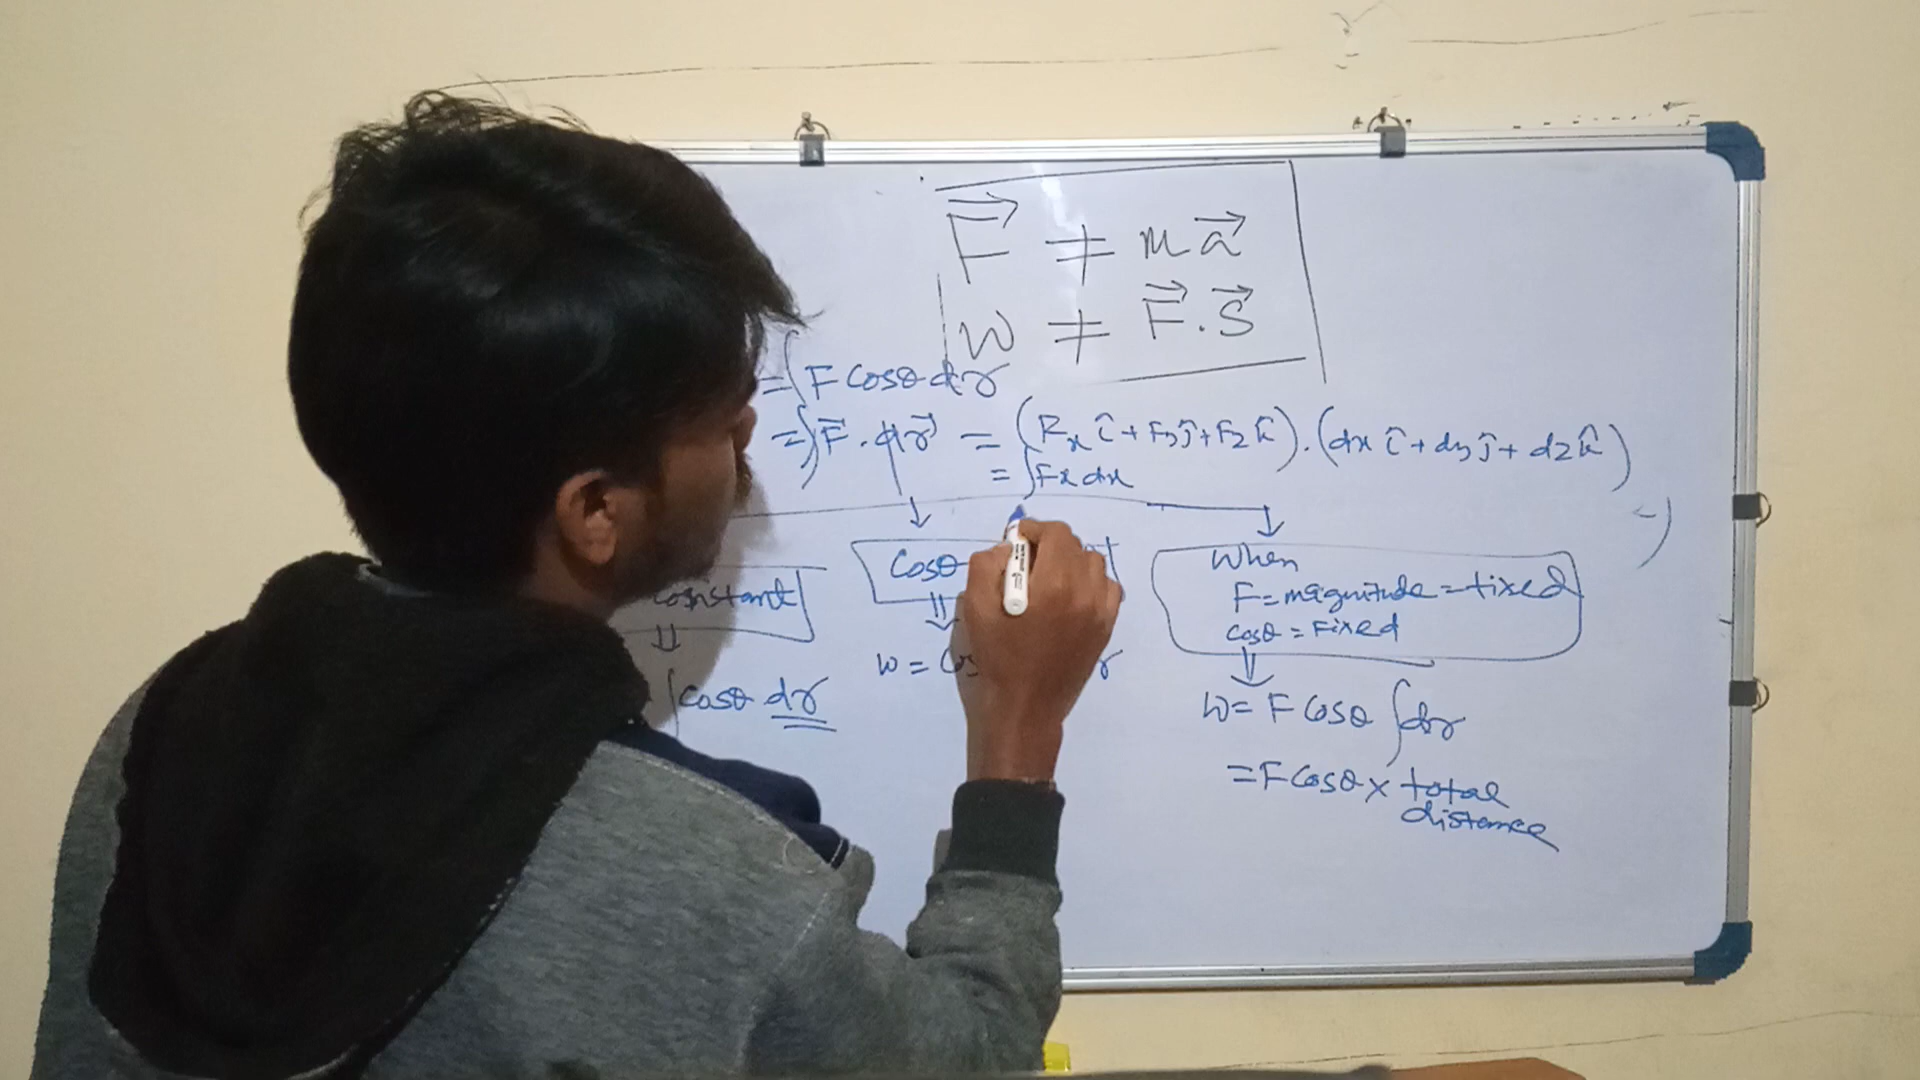 F⃗ ≠ ma⃗
W ≠ F⃗.S⃗
= ∫F Cosθ dr
= ∫F⃗.dr⃗ = (Fx î + Fy ĵ + Fz k̂).(dx î + dy ĵ + dz k̂)
= ∫Fx dx
constant
⇓
∫cosθ dr
Cosθ
⇓
W = Cos
When
F = magnitude = fixed
cosθ = Fixed
⇓
W = F Cosθ ∫dr
= F Cosθ × total
distance